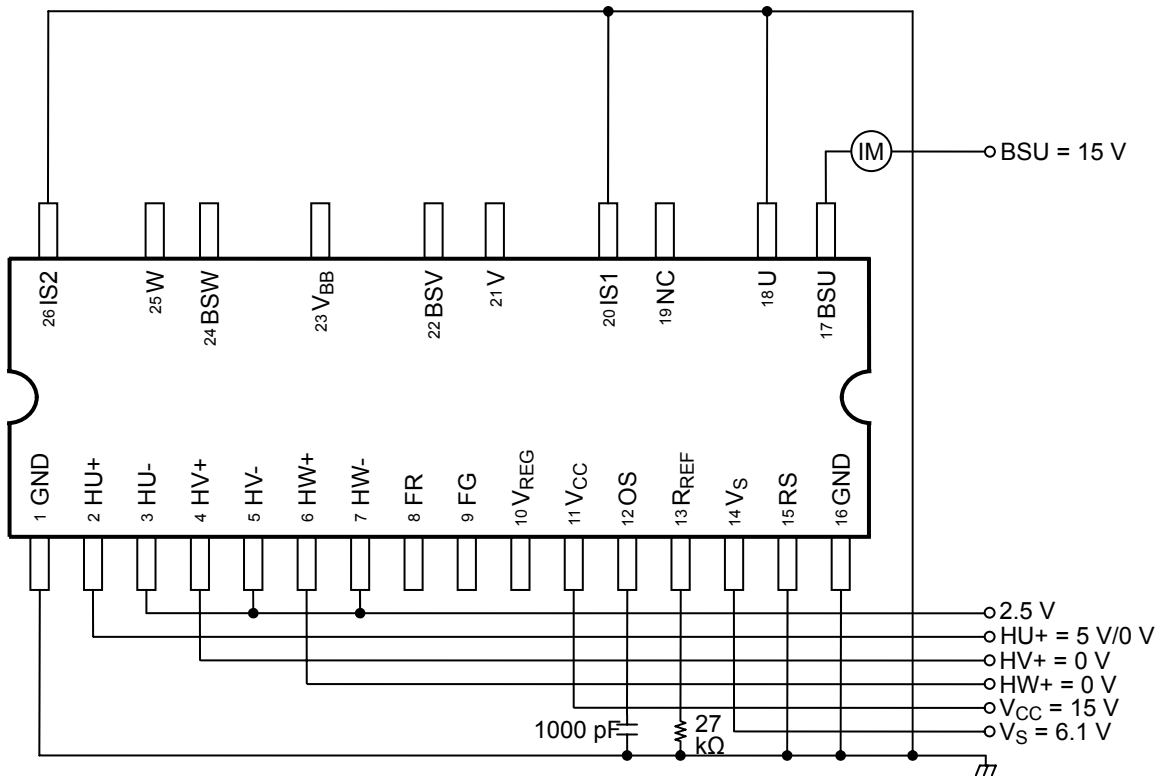 IM
BSU = 15 V
26 IS2
25 W
24 BSW
23 VBB
22 BSV
21 V
20 IS1
19 NC
18 U
17 BSU
1 GND
2 HU+
3 HU-
4 HV+
5 HV-
6 HW+
7 HW-
8 FR
9 FG
10 VREG
11 VCC
12 OS
13 RREF
14 VS
15 RS
16 GND
2.5 V
HU+ = 5 V/0 V
HV+ = 0 V
HW+ = 0 V
VCC = 15 V
VS = 6.1 V
1000 pF
27
kΩ